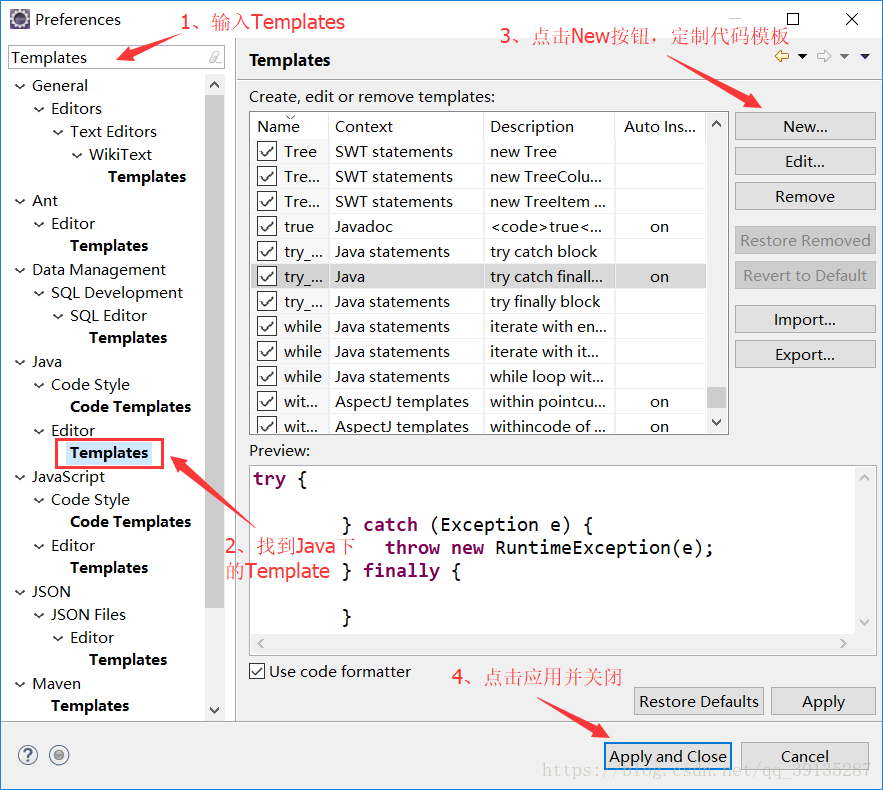 Preferences
1、输入Templates
3、点击New按钮，定制代码模板
Templates
Templates
General
Editors
Text Editors
WikiText
Templates
Ant
Editor
Templates
Data Management
SQL Development
SQL Editor
Templates
Java
Code Style
Code Templates
Editor
Templates
JavaScript
Code Style
Code Templates
Editor
Templates
JSON
JSON Files
Editor
Templates
Maven
Templates
2、找到Java下
的Template
Create, edit or remove templates:
Name Context Description Auto Ins...
Tree SWT statements new Tree
Tre... SWT statements new TreeColu...
Tre... SWT statements new TreeItem ...
true Javadoc <code>true<... on
try_... Java statements try catch block
try_... Java try catch finall... on
try_... Java statements try finally block
while Java statements iterate with en...
while Java statements iterate with it...
while Java statements while loop wit...
wit... AspectJ templates within pointcu... on
wit... AspectJ templates withincode of ... on
New...
Edit...
Remove
Restore Removed
Revert to Default
Import...
Export...
Preview:
try {
} catch (Exception e) {
throw new RuntimeException(e);
} finally {
}
Use code formatter
4、点击应用并关闭
Restore Defaults
Apply
Apply and Close
Cancel
https://blog.csdn.net/qq_39135287